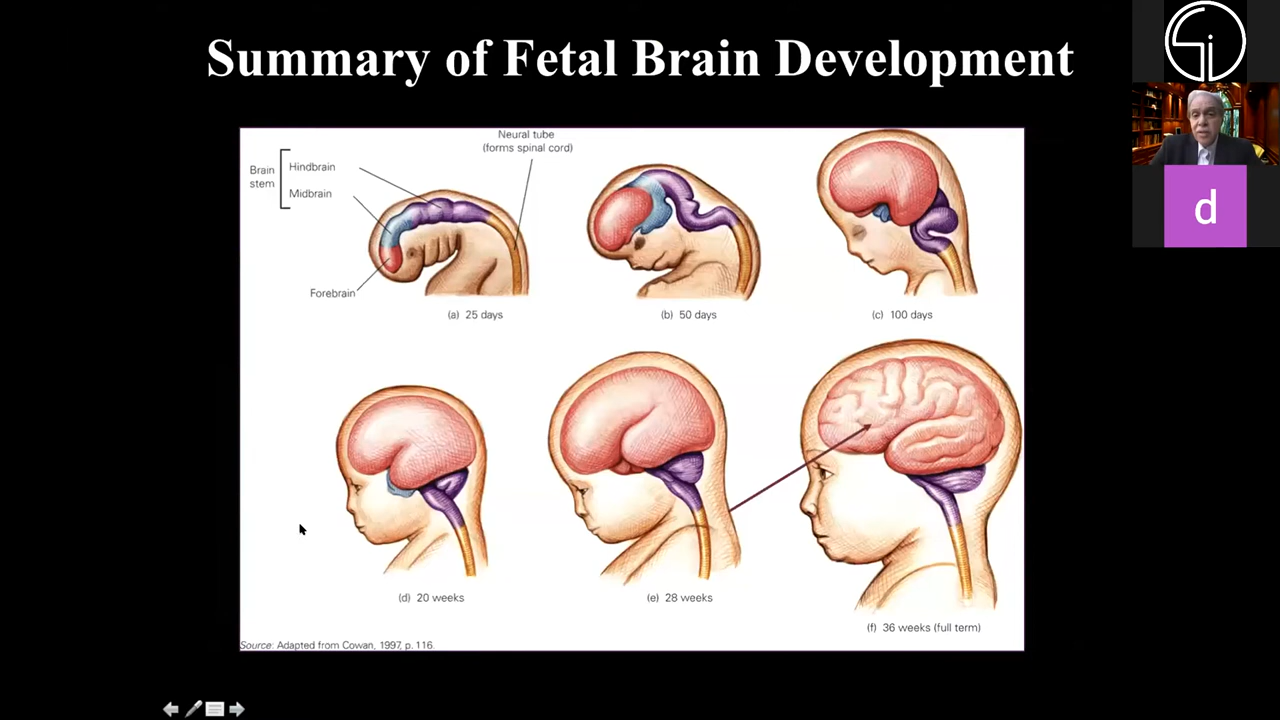 Summary of Fetal Brain Development
Neural tube
(forms spinal cord)
Brain
stem
Hindbrain
Midbrain
Forebrain
(a) 25 days
(b) 50 days
(c) 100 days
(d) 20 weeks
(e) 28 weeks
(f) 36 weeks (full term)
Source: Adapted from Cowan, 1997, p. 116.
d